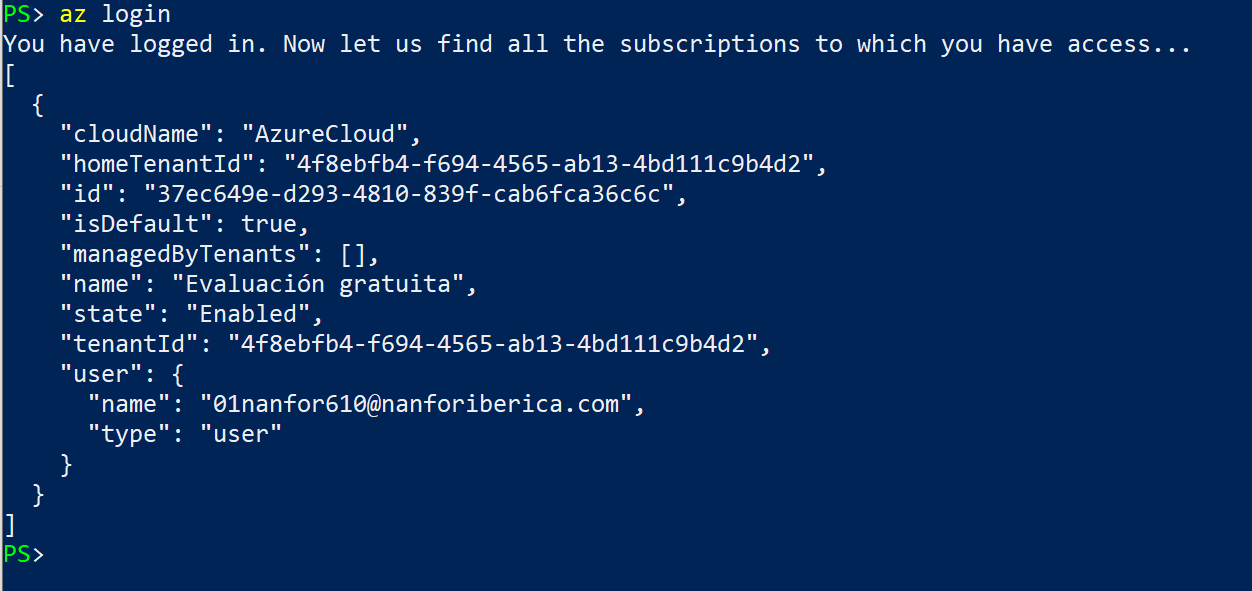 PS> az login
You have logged in. Now let us find all the subscriptions to which you have access...
[
  {
    "cloudName": "AzureCloud",
    "homeTenantId": "4f8ebfb4-f694-4565-ab13-4bd111c9b4d2",
    "id": "37ec649e-d293-4810-839f-cab6fca36c6c",
    "isDefault": true,
    "managedByTenants": [],
    "name": "Evaluación gratuita",
    "state": "Enabled",
    "tenantId": "4f8ebfb4-f694-4565-ab13-4bd111c9b4d2",
    "user": {
      "name": "01nanfor610@nanforiberica.com",
      "type": "user"
    }
  }
]
PS>